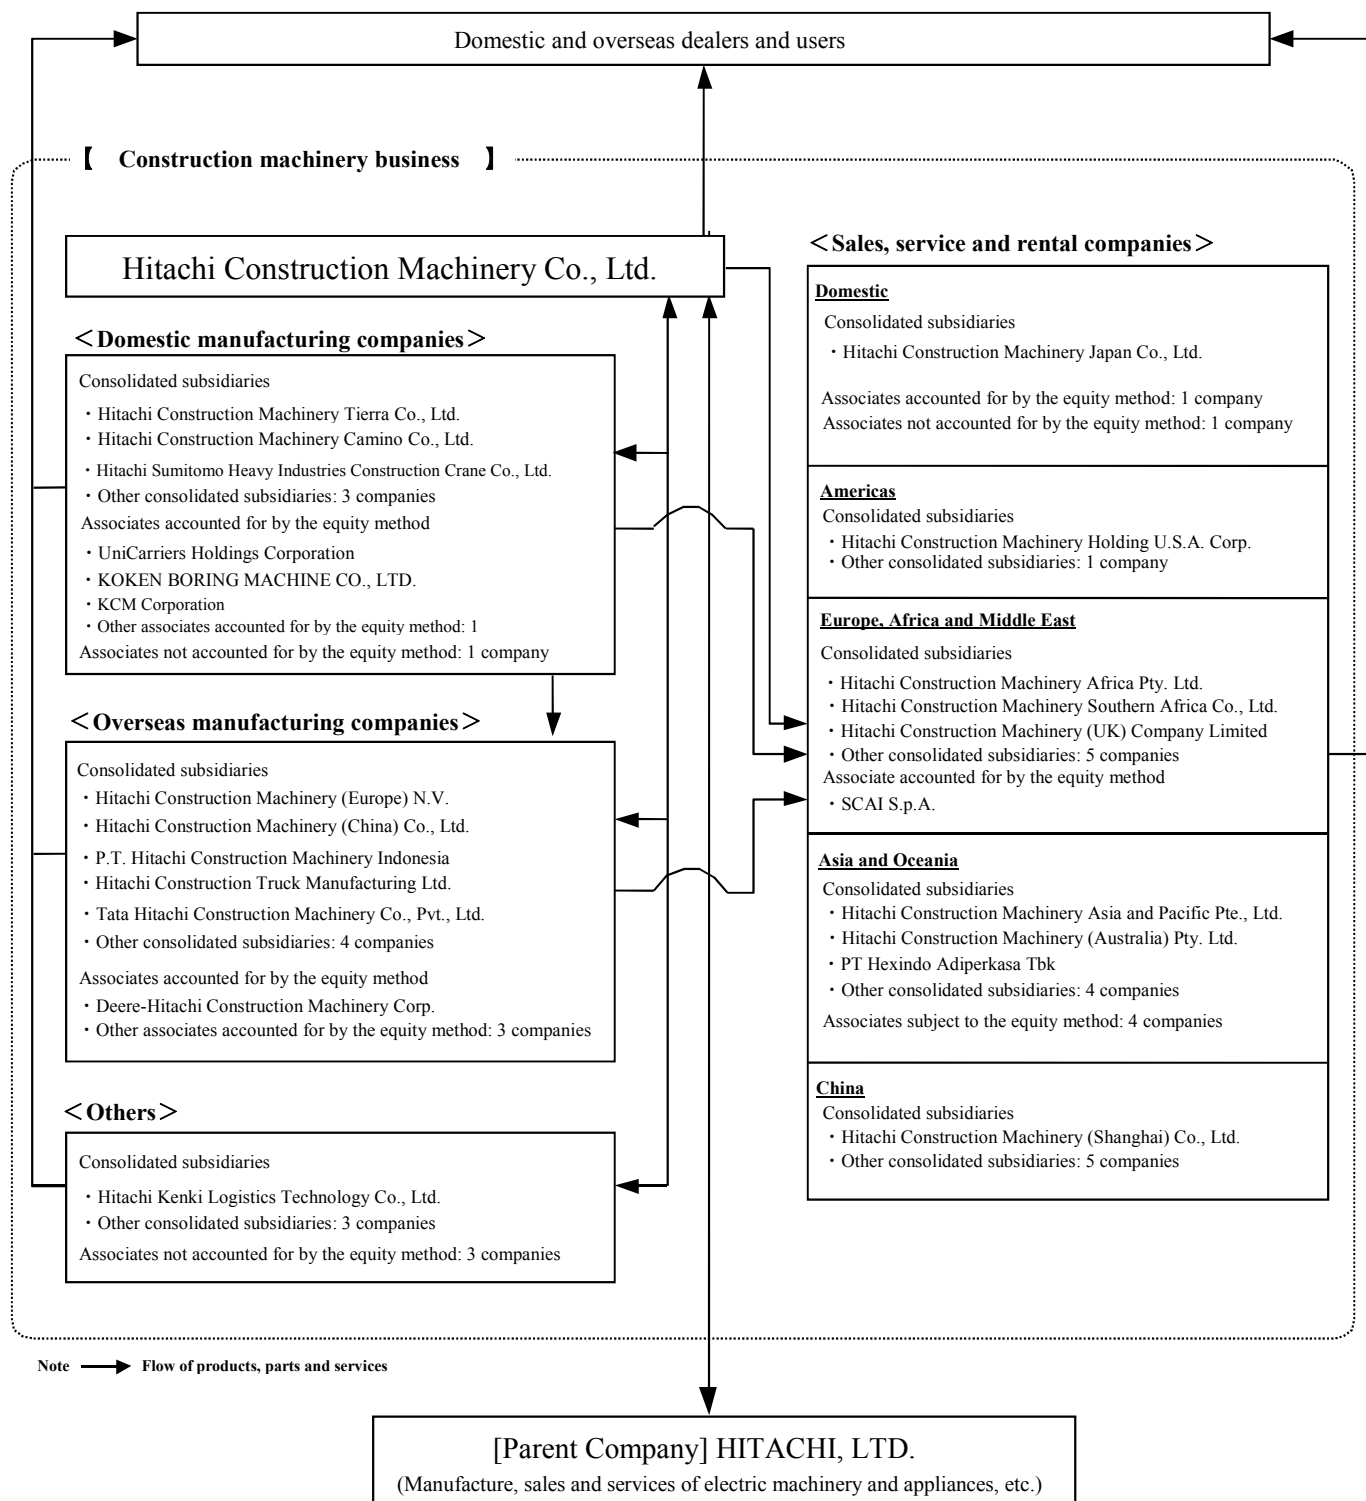 Domestic and overseas dealers and users
【 Construction machinery business 】
Hitachi Construction Machinery Co., Ltd.
＜Domestic manufacturing companies＞
Consolidated subsidiaries
・Hitachi Construction Machinery Tierra Co., Ltd.
・Hitachi Construction Machinery Camino Co., Ltd.
・Hitachi Sumitomo Heavy Industries Construction Crane Co., Ltd.
・Other consolidated subsidiaries: 3 companies
Associates accounted for by the equity method
・UniCarriers Holdings Corporation
・KOKEN BORING MACHINE CO., LTD.
・KCM Corporation
・Other associates accounted for by the equity method: 1
Associates not accounted for by the equity method: 1 company
＜Overseas manufacturing companies＞
Consolidated subsidiaries
・Hitachi Construction Machinery (Europe) N.V.
・Hitachi Construction Machinery (China) Co., Ltd.
・P.T. Hitachi Construction Machinery Indonesia
・Hitachi Construction Truck Manufacturing Ltd.
・Tata Hitachi Construction Machinery Co., Pvt., Ltd.
・Other consolidated subsidiaries: 4 companies
Associates accounted for by the equity method
・Deere-Hitachi Construction Machinery Corp.
・Other associates accounted for by the equity method: 3 companies
＜Others＞
Consolidated subsidiaries
・Hitachi Kenki Logistics Technology Co., Ltd.
・Other consolidated subsidiaries: 3 companies
Associates not accounted for by the equity method: 3 companies
＜Sales, service and rental companies＞
Domestic
Consolidated subsidiaries
・Hitachi Construction Machinery Japan Co., Ltd.
Associates accounted for by the equity method: 1 company
Associates not accounted for by the equity method: 1 company
Americas
Consolidated subsidiaries
・Hitachi Construction Machinery Holding U.S.A. Corp.
・Other consolidated subsidiaries: 1 company
Europe, Africa and Middle East
Consolidated subsidiaries
・Hitachi Construction Machinery Africa Pty. Ltd.
・Hitachi Construction Machinery Southern Africa Co., Ltd.
・Hitachi Construction Machinery (UK) Company Limited
・Other consolidated subsidiaries: 5 companies
Associate accounted for by the equity method
・SCAI S.p.A.
Asia and Oceania
Consolidated subsidiaries
・Hitachi Construction Machinery Asia and Pacific Pte., Ltd.
・Hitachi Construction Machinery (Australia) Pty. Ltd.
・PT Hexindo Adiperkasa Tbk
・Other consolidated subsidiaries: 4 companies
Associates subject to the equity method: 4 companies
China
Consolidated subsidiaries
・Hitachi Construction Machinery (Shanghai) Co., Ltd.
・Other consolidated subsidiaries: 5 companies
Note Flow of products, parts and services
[Parent Company] HITACHI, LTD.
(Manufacture, sales and services of electric machinery and appliances, etc.)